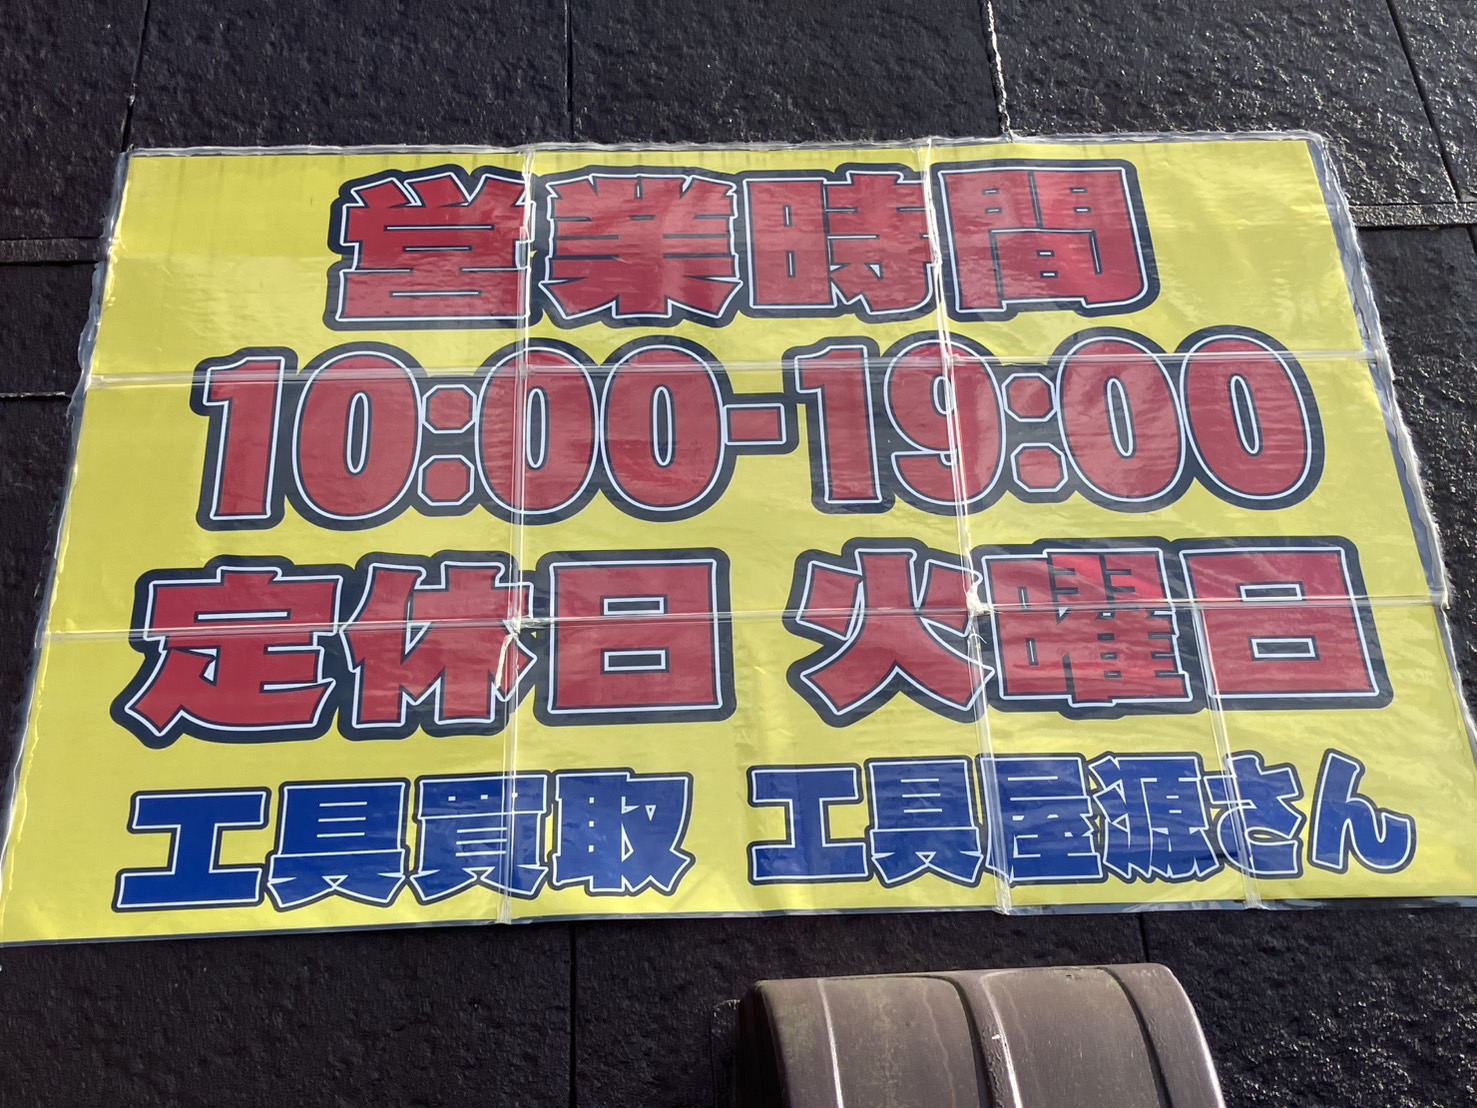 営業時間
10:00-19:00
定休日 火曜日
工具買取 工具屋源さん